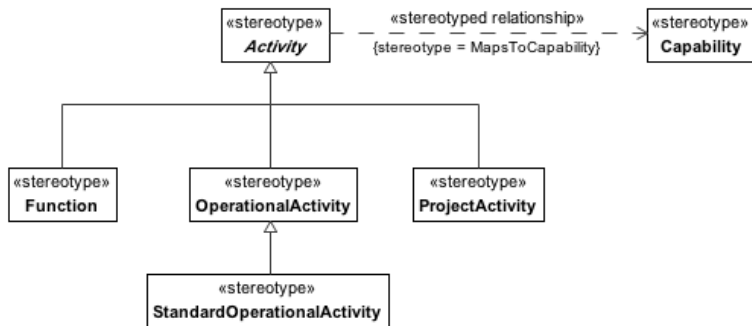 «stereotype»
Activity
«stereotyped relationship»
{stereotype = MapsToCapability}
«stereotype»
Capability
«stereotype»
Function
«stereotype»
OperationalActivity
«stereotype»
ProjectActivity
«stereotype»
StandardOperationalActivity